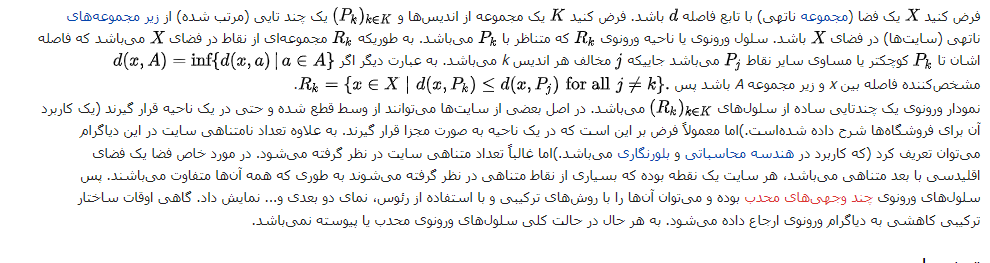 فرض کنید X یک فضا (مجموعه ناتهی) با تابع فاصله d باشد. فرض کنید K یک مجموعه از اندیس‌ها و (P_k)_{k∈K} یک چند تایی (مرتب شده) از زیر مجموعه‌های
ناتهی (سایت‌ها) در فضای X باشد. سلول ورونوی یا ناحیه ورونوی R_k که متناظر با P_k می‌باشد. به طوریکه R_k مجموعه‌ای از نقاط در فضای X می‌باشد که فاصله
اشان تا P_k کوچکتر یا مساوی سایر نقاط P_j می‌باشد جاییکه j مخالف هر اندیس k می‌باشد. به عبارت دیگر اگر d(x, A) = inf{d(x, a) | a ∈ A}
مشخص‌کننده فاصله بین x و زیر مجموعه A باشد پس R_k = {x ∈ X | d(x, P_k) ≤ d(x, P_j) for all j ≠ k}..
نمودار ورونوی یک چندتایی ساده از سلول‌های (R_k)_{k∈K} می‌باشد. در اصل بعضی از سایت‌ها می‌توانند از وسط قطع شده و حتی در یک ناحیه قرار گیرند (یک کاربرد
آن برای فروشگاه‌ها شرح داده شده‌است.)اما معمولاً فرض بر این است که در یک ناحیه به صورت مجزا قرار گیرند. به علاوه تعداد نامتناهی سایت در این دیاگرام
می‌توان تعریف کرد (که کاربرد در هندسه محاسباتی و بلورنگاری می‌باشد.)اما غالباً تعداد متناهی سایت در نظر گرفته می‌شود. در مورد خاص فضا یک فضای
اقلیدسی با بعد متناهی می‌باشد، هر سایت یک نقطه بوده که بسیاری از نقاط متناهی در نظر گرفته می‌شوند به طوری که همه آن‌ها متفاوت می‌باشند. پس
سلول‌های ورونوی چند وجهی‌های محدب بوده و می‌توان آن‌ها را با روش‌های ترکیبی و با استفاده از رئوس، نمای دو بعدی و... نمایش داد. گاهی اوقات ساختار
ترکیبی کاهشی به دیاگرام ورونوی ارجاع داده می‌شود. به هر حال در حالت کلی سلول‌های ورونوی محدب یا پیوسته نمی‌باشد.